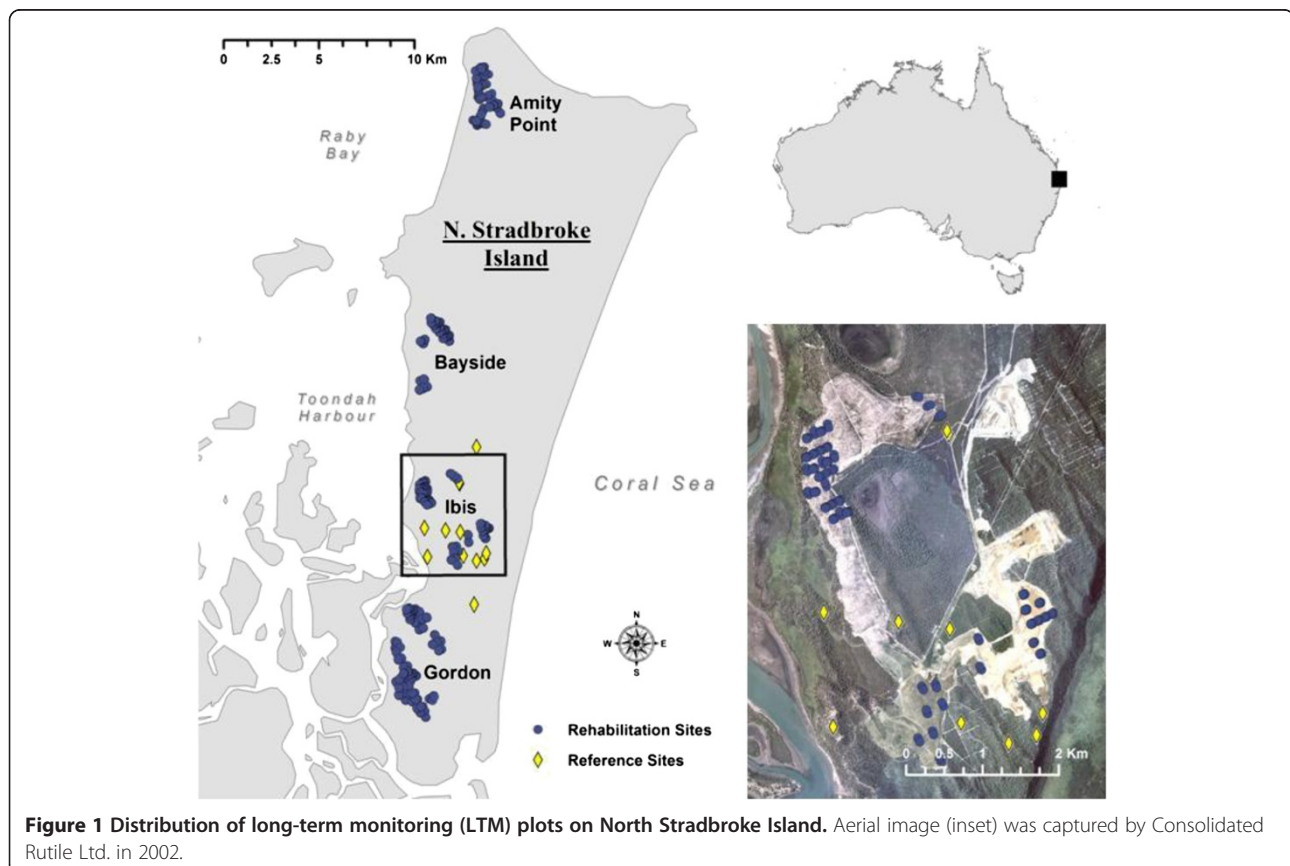 0 2.5 5 10 Km
Amity
Point
Raby
Bay
N. Stradbroke
Island
Bayside
Toondah
Harbour
Ibis
Coral Sea
N
W E
S
Gordon
Rehabilitation Sites
Reference Sites
0 0.5 1 2 Km
Figure 1 Distribution of long-term monitoring (LTM) plots on North Stradbroke Island. Aerial image (inset) was captured by Consolidated
Rutile Ltd. in 2002.